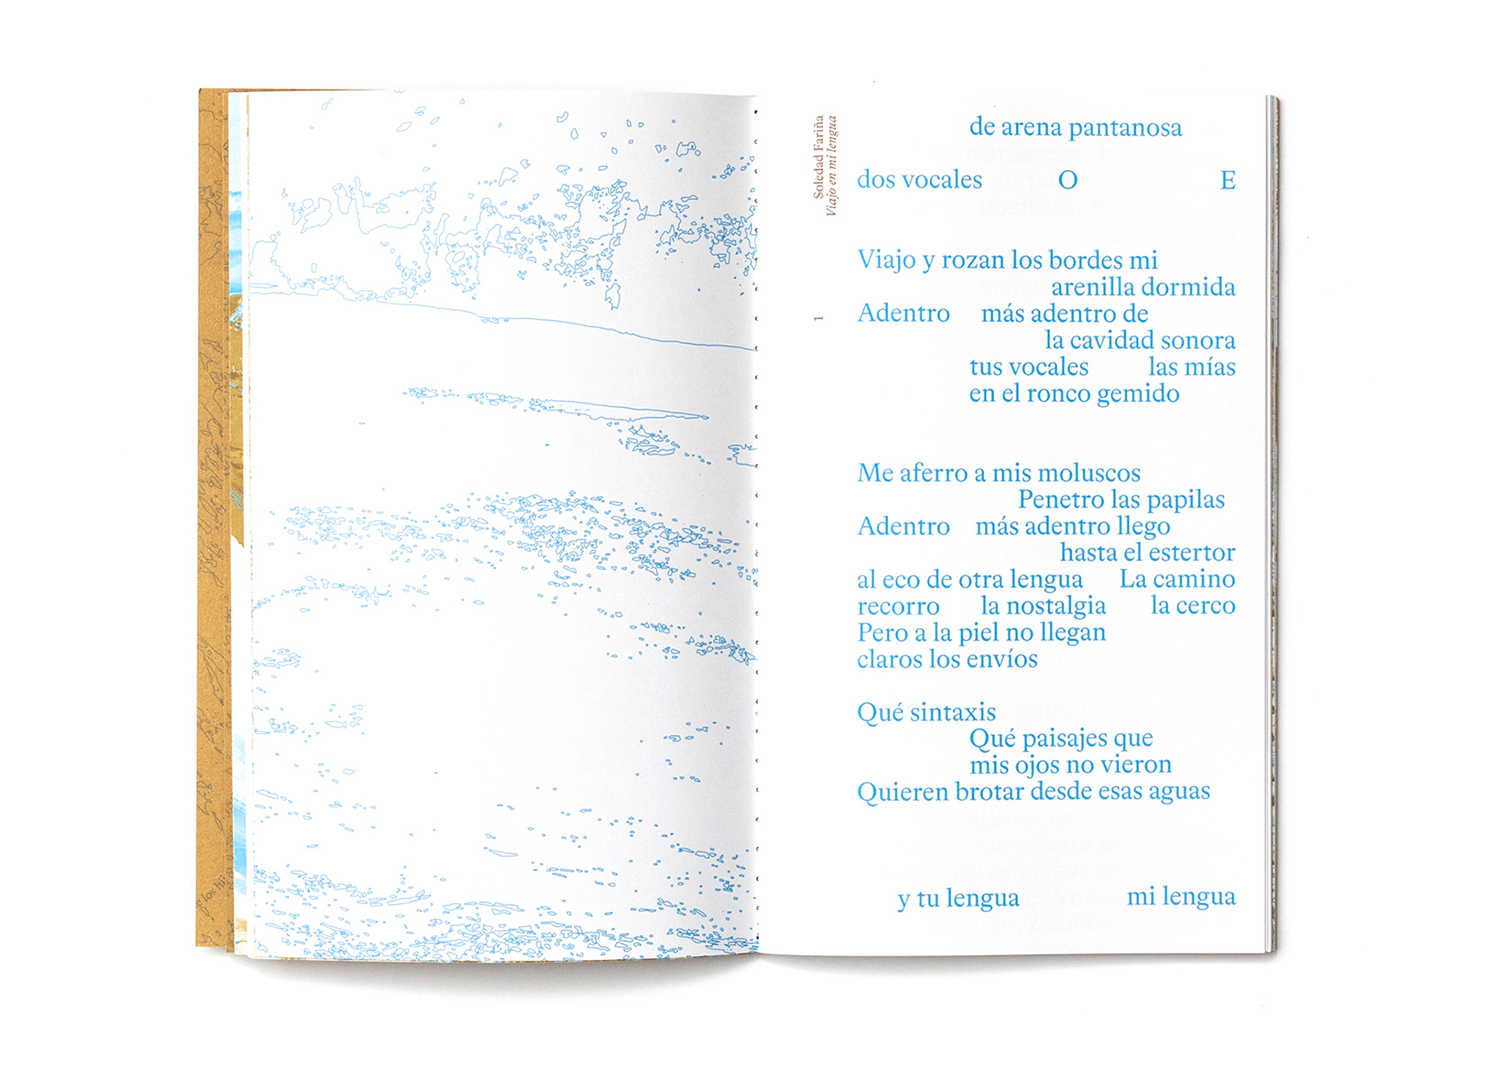 Soledad Fariña
Viajo en mi lengua
1
de arena pantanosa
dos vocales O E
Viajo y rozan los bordes mi
arenilla dormida
Adentro más adentro de
la cavidad sonora
tus vocales las mías
en el ronco gemido
Me aferro a mis moluscos
Penetro las papilas
Adentro más adentro llego
hasta el estertor
al eco de otra lengua La camino
recorro la nostalgia la cerco
Pero a la piel no llegan
claros los envíos
Qué sintaxis
Qué paisajes que
mis ojos no vieron
Quieren brotar desde esas aguas
y tu lengua mi lengua